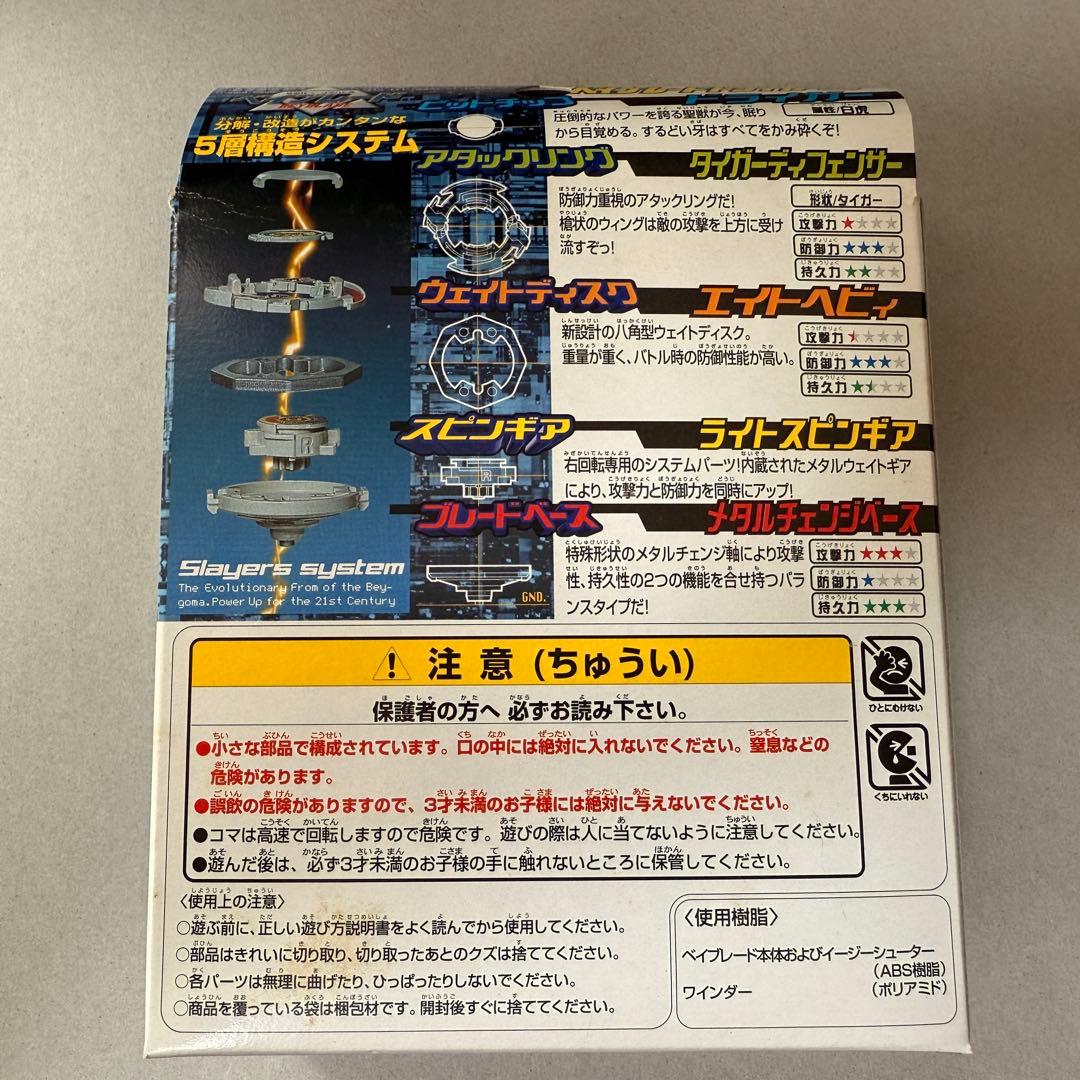 分解・改造がカンタンな
5層構造システム
ビットチップ
ドライガー
圧倒的なパワーを誇る聖獣が今、眠り
から目覚める。するどい牙はすべてをかみ砕くぞ!
属性/白虎
アタックリング
タイガーディフェンサー
防御力重視のアタックリングだ!
槍状のウィングは敵の攻撃を上方に受け
流すぞっ!
形状/タイガー
攻撃力 ★★★★
防御力 ★★★★
持久力 ★★★★
ウェイトディスク
エイトヘビィ
新設計の八角型ウェイトディスク。
重量が重く、バトル時の防御性能が高い。
攻撃力 ★★★★
防御力 ★★★★
持久力 ★★★★
スピンギア
ライトスピンギア
右回転専用のシステムパーツ!内蔵されたメタルウェイトギア
により、攻撃力と防御力を同時にアップ!
R
R
ブレードベース
メタルチェンジベース
特殊形状のメタルチェンジ軸により攻撃
性、持久性の2つの機能を合せ持つバラ
ンスタイプだ!
攻撃力 ★★★★
防御力 ★★★★
持久力 ★★★★
GND.
Slayers system
The Evolutionary From of the Bey-
goma.Power Up for the 21st Century
注意(ちゅうい)
保護者の方へ 必ずお読み下さい。
●小さな部品で構成されています。口の中には絶対に入れないでください。窒息などの
危険があります。
●誤飲の危険がありますので、3才未満のお子様には絶対に与えないでください。
●コマは高速で回転しますので危険です。遊びの際は人に当てないように注意してください。
●遊んだ後は、必ず3才未満のお子様の手に触れないところに保管してください。
ひとにむけない
くちにいれない
〈使用上の注意〉
○遊ぶ前に、正しい遊び方説明書をよく読んでから使用してください。
○部品はきれいに切り取り、切り取ったあとのクズは捨ててください。
○各パーツは無理に曲げたり、ひっぱったりしないでください。
○商品を覆っている袋は梱包材です。開封後すぐに捨ててください。
〈使用樹脂〉
ベイブレード本体およびイージーシューター
(ABS樹脂)
ワインダー
(ポリアミド)